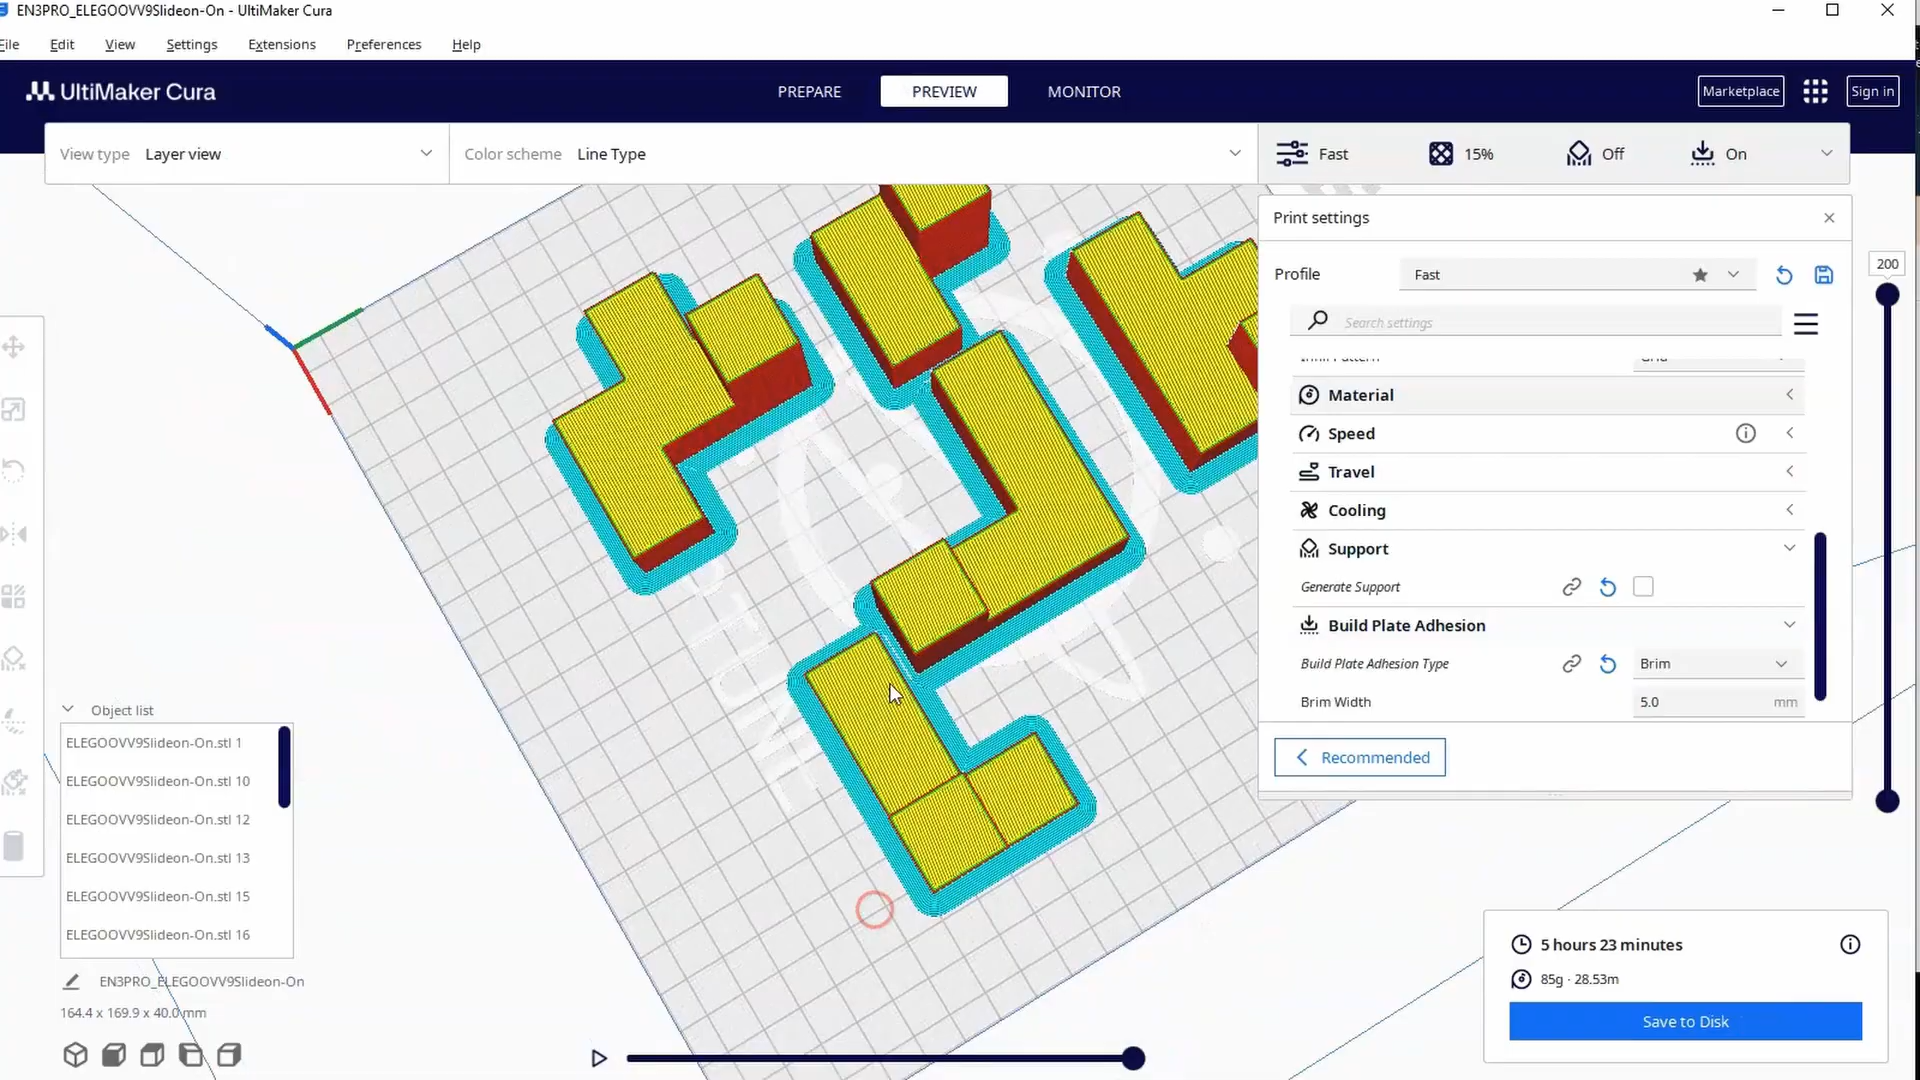 EN3PRO_ELEGOOVV9Slideon-On - UltiMaker Cura
File Edit View Settings Extensions Preferences Help
UltiMaker Cura
PREPARE PREVIEW MONITOR
Marketplace
Sign in
View type Layer view
Color scheme Line Type
Fast 15% Off On
Print settings
Profile Fast
200
Search settings
Material
Speed
Travel
Cooling
Support
Generate Support
Build Plate Adhesion
Build Plate Adhesion Type Brim
Brim Width 5.0 mm
Recommended
Object list
ELEGOOVV9Slideon-On.stl 1
ELEGOOVV9Slideon-On.stl 10
ELEGOOVV9Slideon-On.stl 12
ELEGOOVV9Slideon-On.stl 13
ELEGOOVV9Slideon-On.stl 15
ELEGOOVV9Slideon-On.stl 16
EN3PRO_ELEGOOVV9Slideon-On
164.4 x 169.9 x 40.0 mm
5 hours 23 minutes
85g · 28.53m
Save to Disk